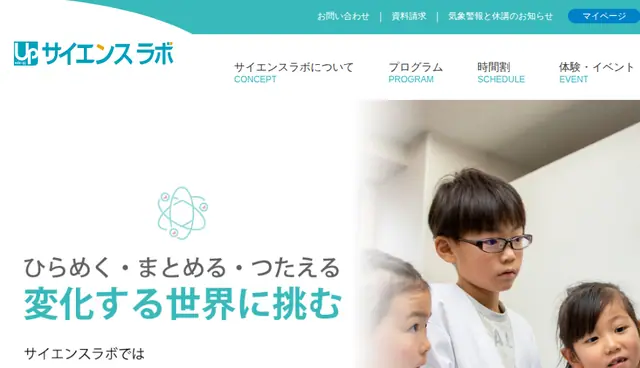 お問い合わせ | 資料請求 | 気象警報と休講のお知らせ マイページ
Up サイエンス ラボ
サイエンスラボについて プログラム 時間割 体験・イベント
CONCEPT PROGRAM SCHEDULE EVENT
ひらめく・まとめる・つたえる
変化する世界に挑む
サイエンスラボでは